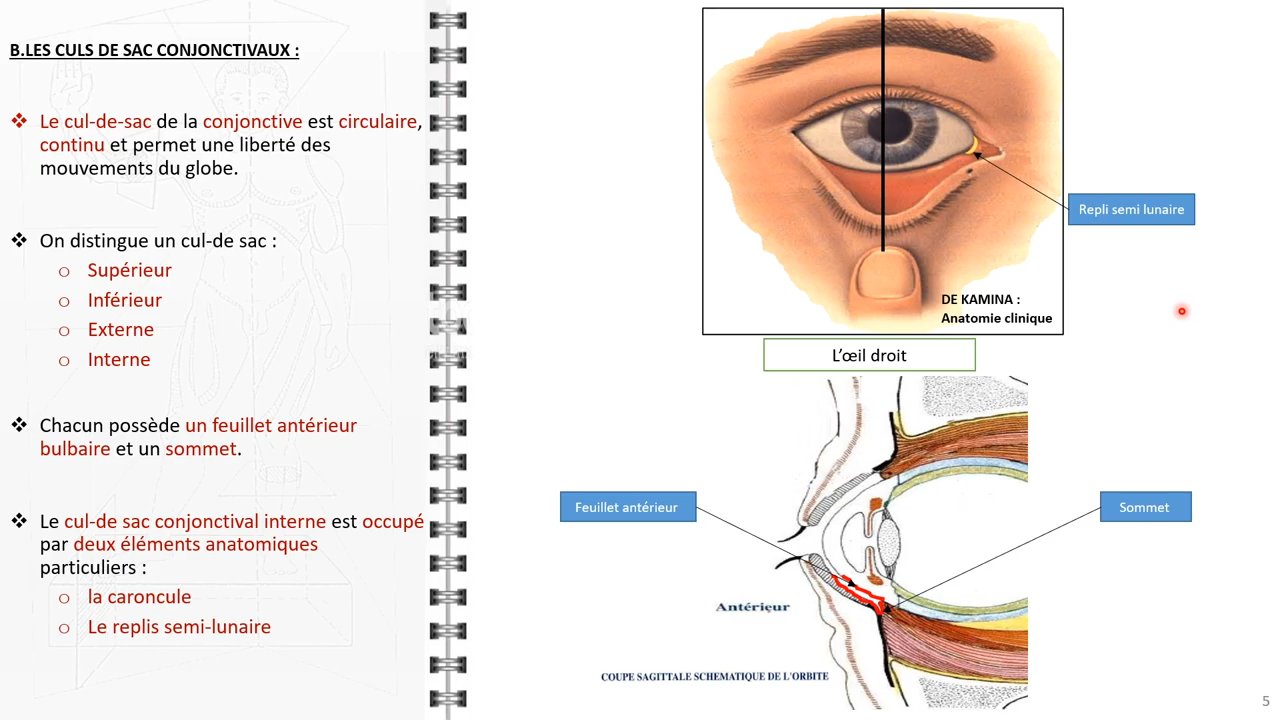 B.LES CULS DE SAC CONJONCTIVAUX :
❖ Le cul-de-sac de la conjonctive est circulaire,
continu et permet une liberté des
mouvements du globe.
❖ On distingue un cul-de sac :
o Supérieur
o Inférieur
o Externe
o Interne
❖ Chacun possède un feuillet antérieur
bulbaire et un sommet.
❖ Le cul-de sac conjonctival interne est occupé
par deux éléments anatomiques
particuliers :
o la caroncule
o Le replis semi-lunaire
Repli semi lunaire
DE KAMINA :
Anatomie clinique
L'œil droit
Feuillet antérieur
Sommet
Antérieur
COUPE SAGITTALE SCHEMATIQUE DE L'ORBITE
5